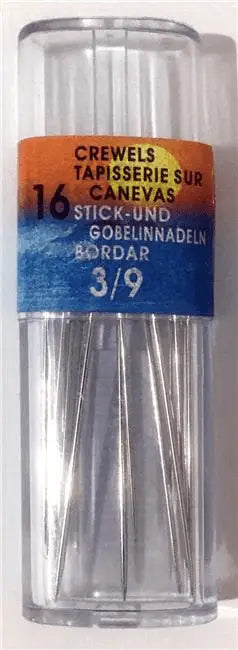 CREWELS
TAPISSERIE SUR
16 CANEVAS
STICK-UND
GOBELINNADELN
BORDAR
3/9